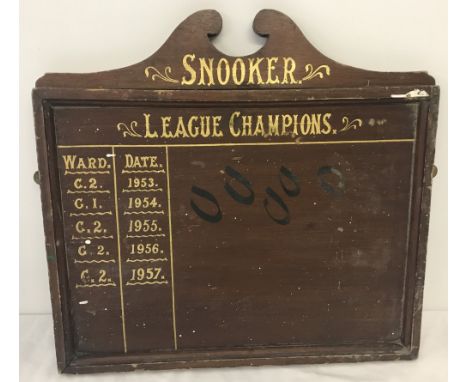 SNOOKER.
LEAGUE CHAMPIONS.
WARD. DATE.
C.2. 1953.
C.1. 1954.
C.2. 1955.
C.2. 1956.
C.2. 1957.